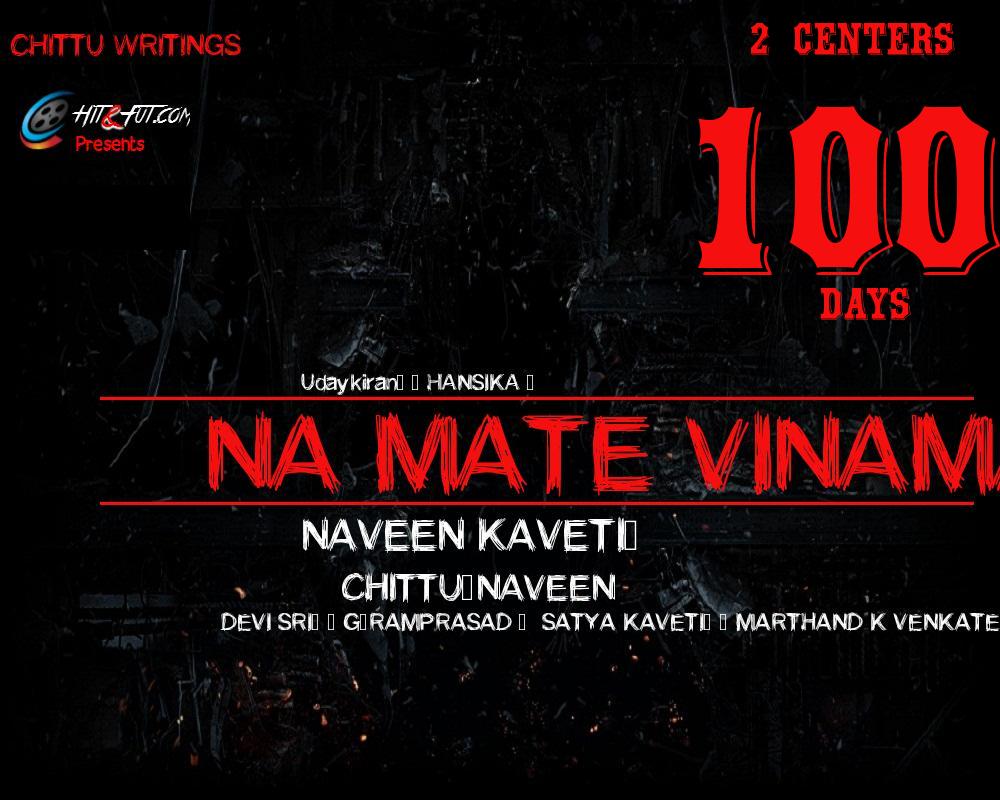 CHITTU WRITINGS
2 CENTERS
HIT&FUT.COM
Presents
100
DAYS
Udaykiran HANSIKA
NA MATE VINAM
NAVEEN KAVETI
CHITTU NAVEEN
DEVI SRI G RAMPRASAD SATYA KAVETI MARTHAND K VENKATE